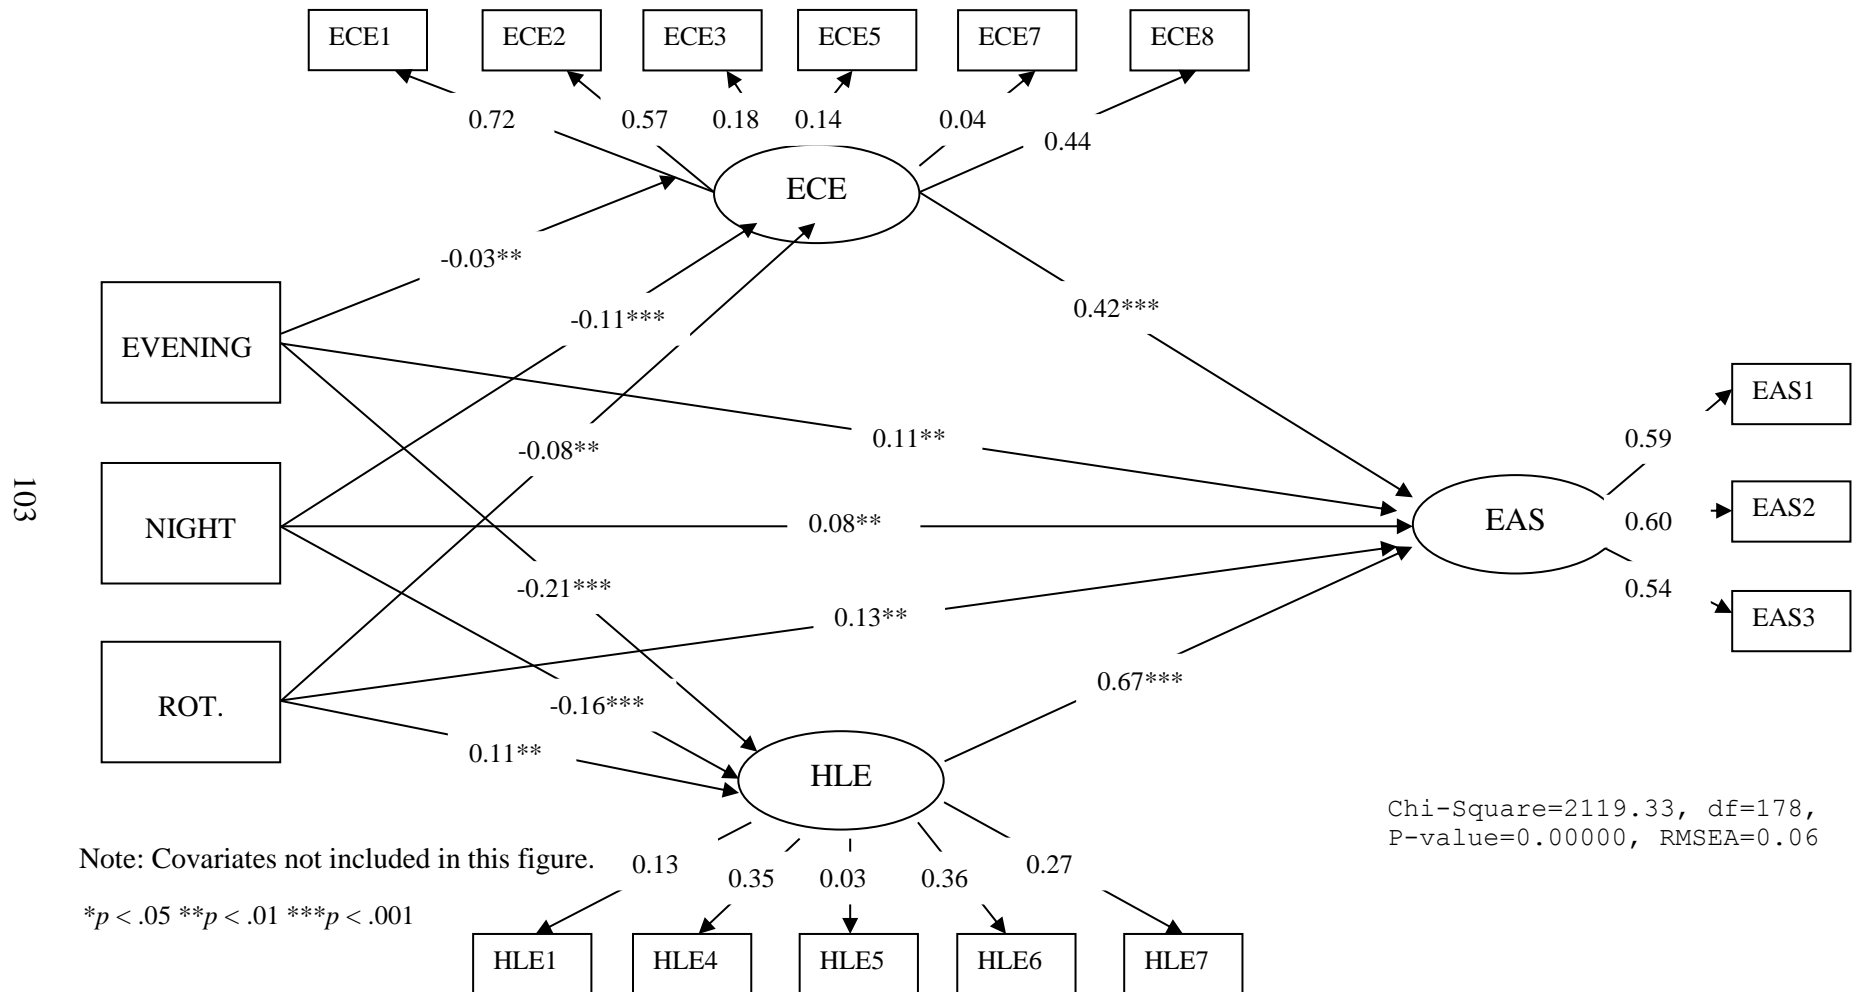 ECE1 ECE2 ECE3 ECE5 ECE7 ECE8
0.72 0.57 0.18 0.14 0.04 0.44
ECE
-0.03**
-0.11***
0.42***
EVENING
EAS1
0.11**
0.59
-0.08**
103
NIGHT
0.08**
EAS
0.60
EAS2
-0.21***
0.54
0.13**
EAS3
ROT.
0.67***
-0.16***
0.11**
HLE
Chi-Square=2119.33, df=178,
P-value=0.00000, RMSEA=0.06
Note: Covariates not included in this figure.
0.13 0.35 0.03 0.36 0.27
*p < .05 **p < .01 ***p < .001
HLE1 HLE4 HLE5 HLE6 HLE7